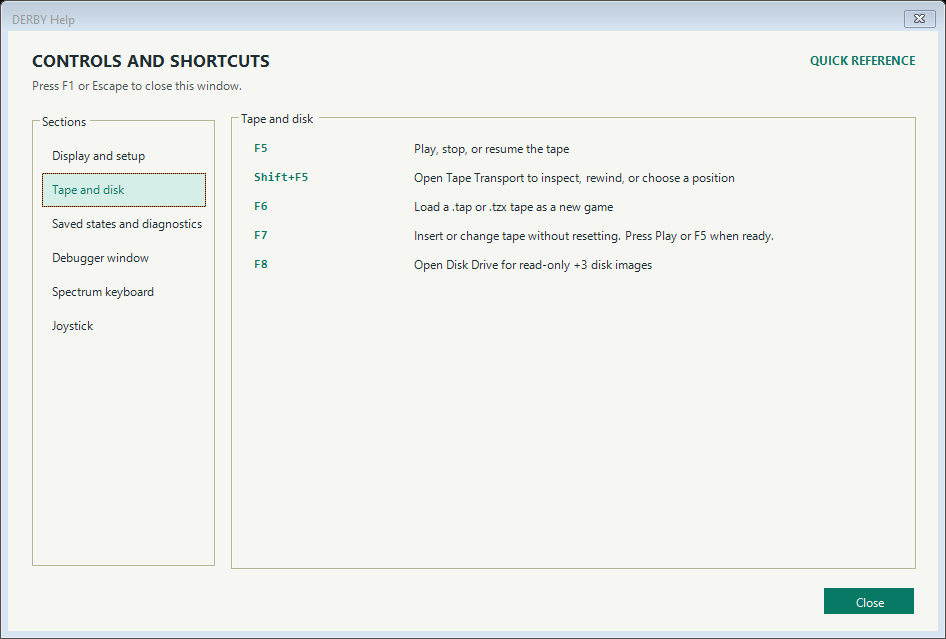 DERBY Help
CONTROLS AND SHORTCUTS
QUICK REFERENCE
Press F1 or Escape to close this window.
Sections
Display and setup
Tape and disk
Saved states and diagnostics
Debugger window
Spectrum keyboard
Joystick
Tape and disk
F5 Play, stop, or resume the tape
Shift+F5 Open Tape Transport to inspect, rewind, or choose a position
F6 Load a .tap or .tzx tape as a new game
F7 Insert or change tape without resetting. Press Play or F5 when ready.
F8 Open Disk Drive for read-only +3 disk images
Close